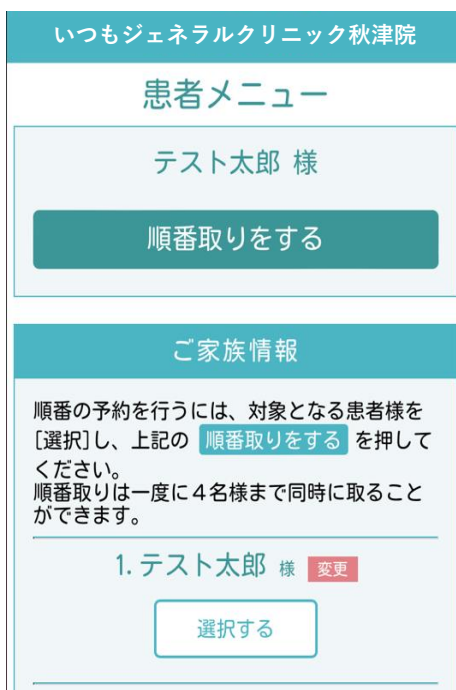 いつもジェネラルクリニック秋津院
患者メニュー
テスト太郎 様
順番取りをする
ご家族情報
順番の予約を行うには、対象となる患者様を
[選択]し、上記の 順番取りをする を押して
ください。
順番取りは一度に4名様まで同時に取ること
ができます。
1. テスト太郎 様 変更
選択する